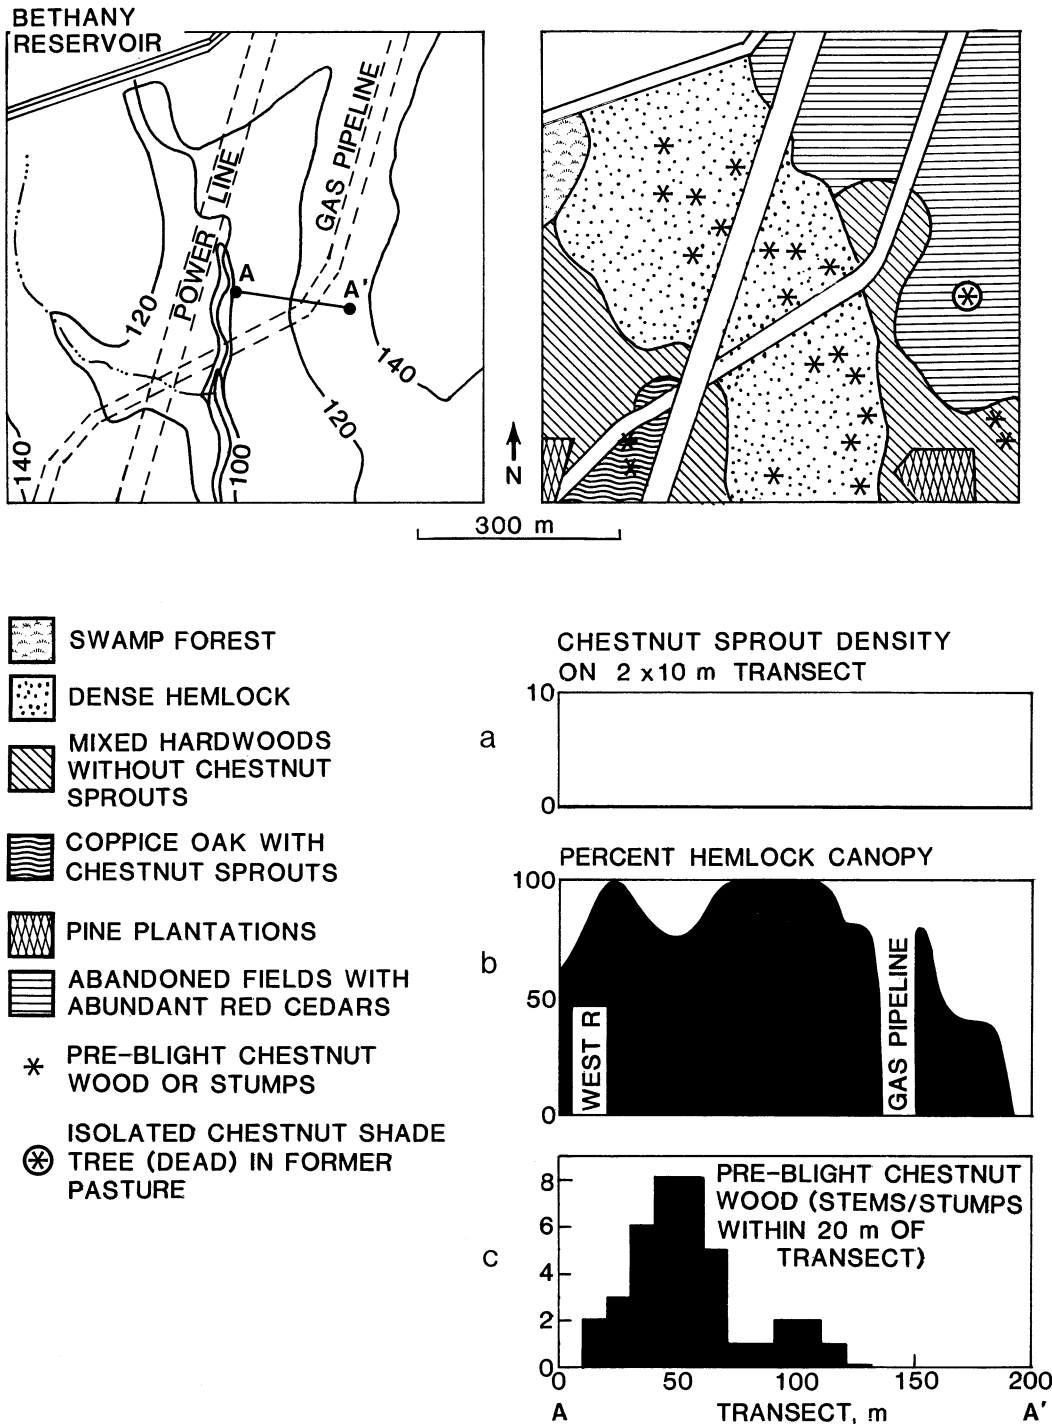 BETHANY
RESERVOIR
POWER LINE
GAS PIPELINE
A
A'
120
140
140
120
100
N
300 m
SWAMP FOREST
DENSE HEMLOCK
MIXED HARDWOODS
WITHOUT CHESTNUT
SPROUTS
COPPICE OAK WITH
CHESTNUT SPROUTS
PINE PLANTATIONS
ABANDONED FIELDS WITH
ABUNDANT RED CEDARS
PRE-BLIGHT CHESTNUT
WOOD OR STUMPS
ISOLATED CHESTNUT SHADE
TREE (DEAD) IN FORMER
PASTURE
CHESTNUT SPROUT DENSITY
ON 2 x 10 m TRANSECT
10
a
0
PERCENT HEMLOCK CANOPY
100
b
50
0
WEST R
GAS PIPELINE
PRE-BLIGHT CHESTNUT
WOOD (STEMS/STUMPS
WITHIN 20 m OF
TRANSECT)
8
6
c
4
2
0
0 50 100 150 200
A TRANSECT, m A'